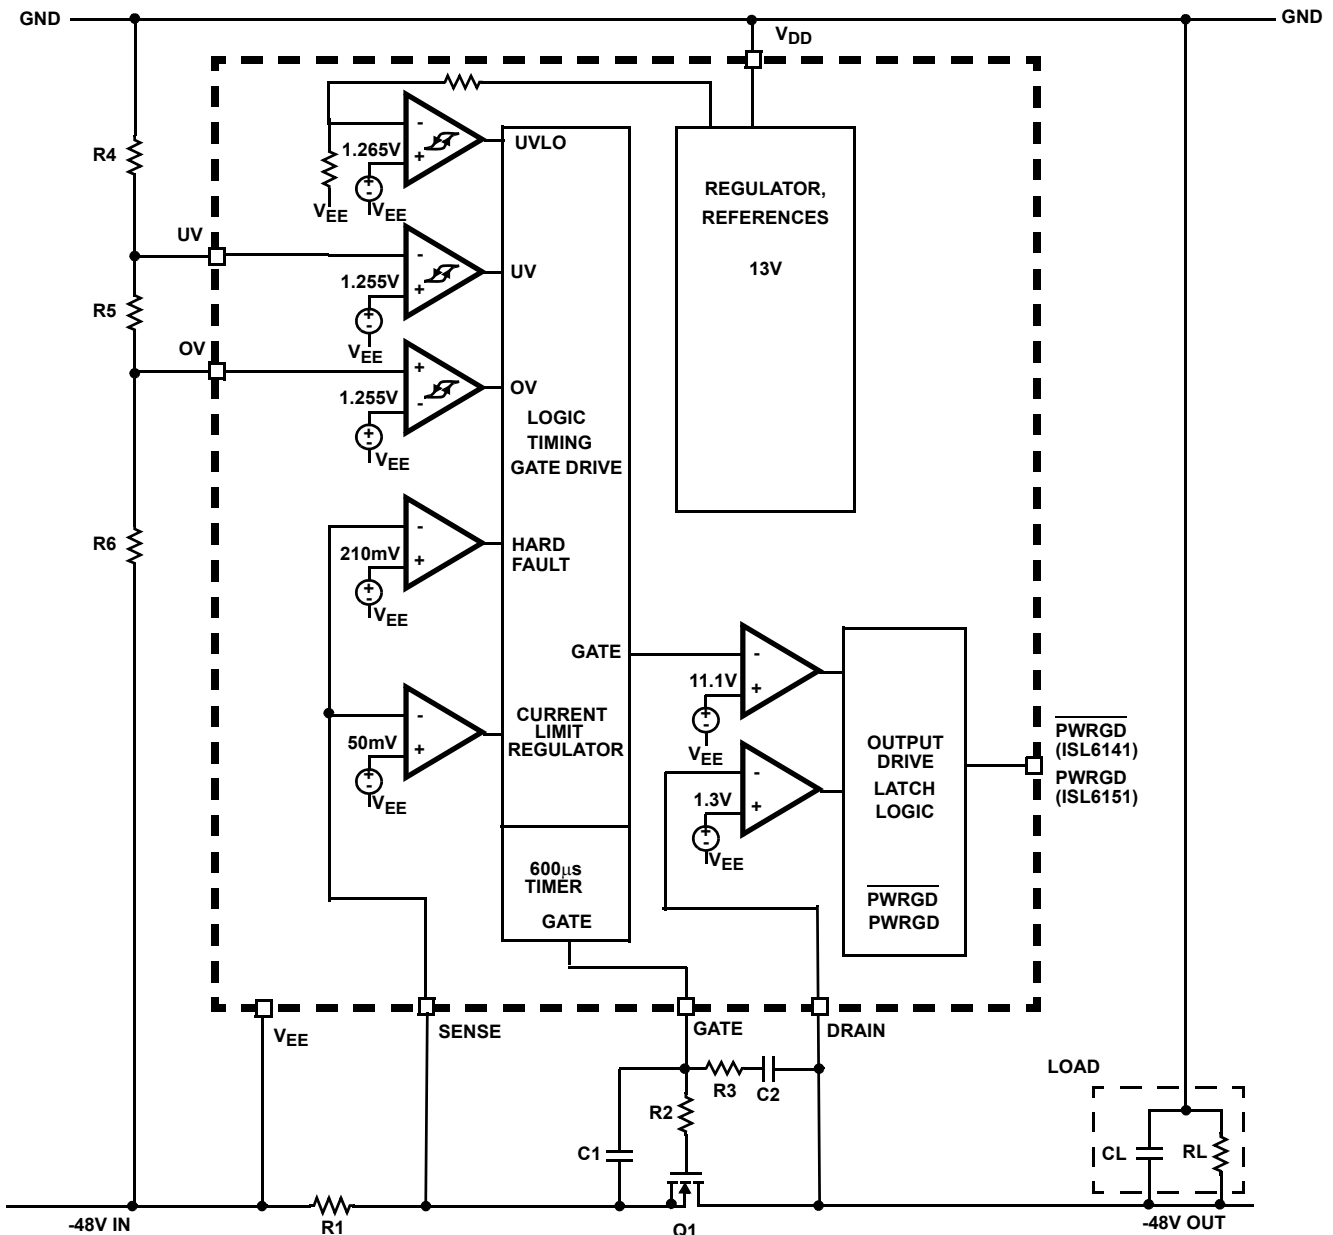 GND
GND
VDD
R4
1.265V
-
+
+
-
VEE
VEE
UVLO
REGULATOR,
REFERENCES
13V
UV
1.255V
-
+
+
-
VEE
UV
R5
OV
1.255V
+
-
+
-
VEE
OV
LOGIC
TIMING
GATE DRIVE
R6
210mV
-
+
+
-
VEE
HARD
FAULT
GATE
11.1V
-
+
+
-
VEE
50mV
-
+
+
-
VEE
CURRENT
LIMIT
REGULATOR
1.3V
-
+
+
-
VEE
OUTPUT
DRIVE
LATCH
LOGIC
PWRGD
PWRGD
PWRGD
(ISL6141)
PWRGD
(ISL6151)
600μs
TIMER
GATE
VEE
SENSE
GATE
DRAIN
LOAD
R3
C2
R2
C1
CL
RL
-48V IN
R1
Q1
-48V OUT